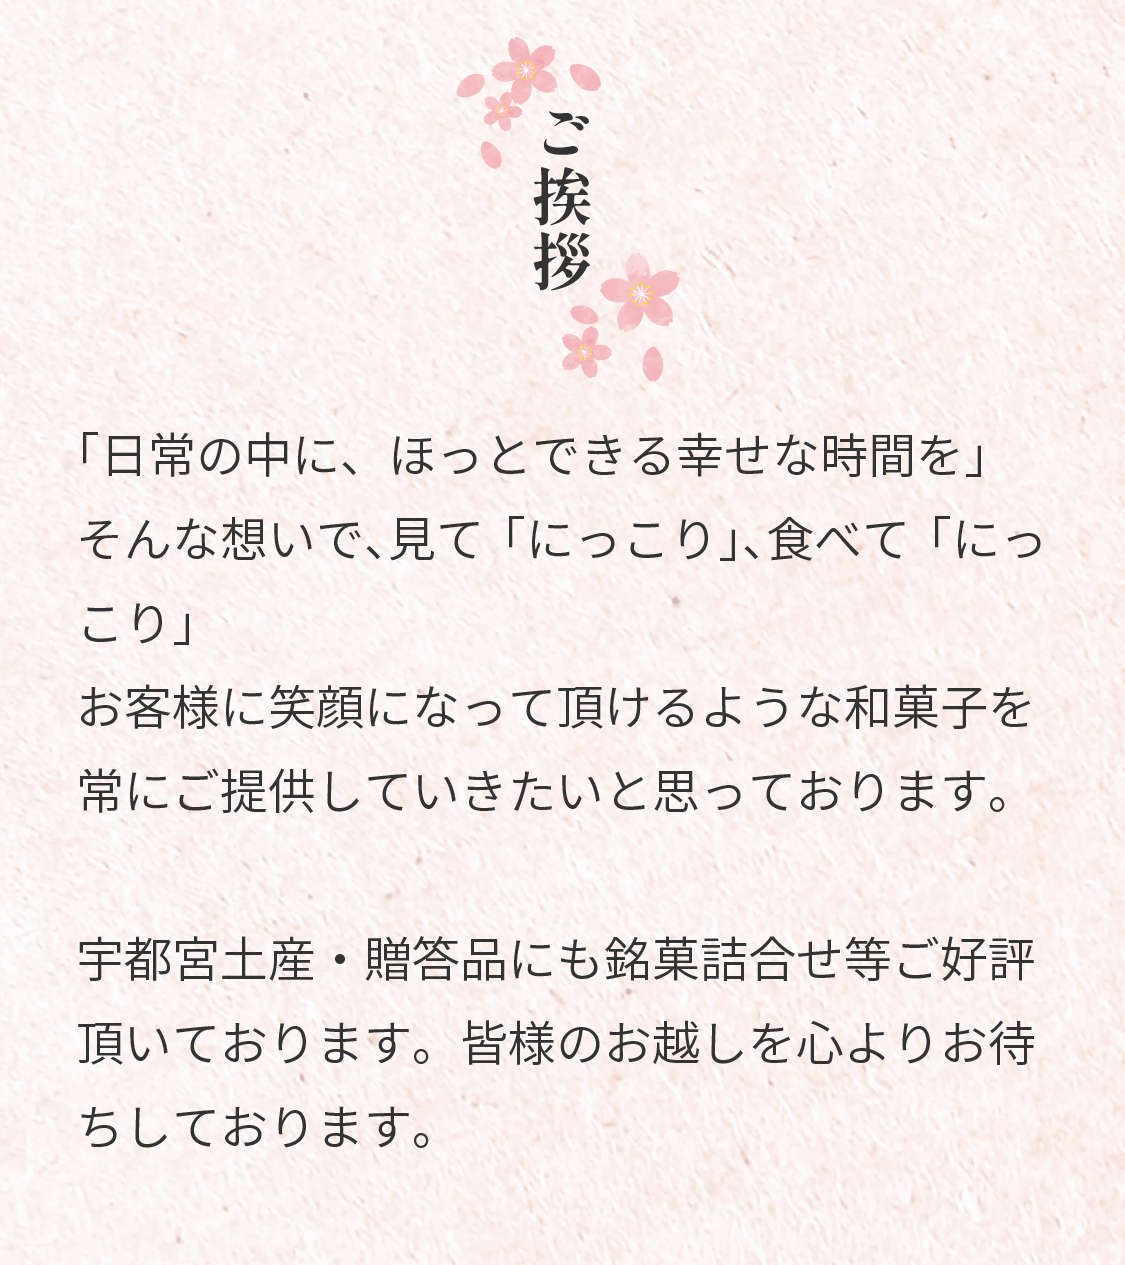 ご挨拶
「日常の中に、ほっとできる幸せな時間を」
そんな想いで、見て「にっこり」、食べて「にっ
こり」
お客様に笑顔になって頂けるような和菓子を
常にご提供していきたいと思っております。
宇都宮土産・贈答品にも銘菓詰合せ等ご好評
頂いております。皆様のお越しを心よりお待
ちしております。